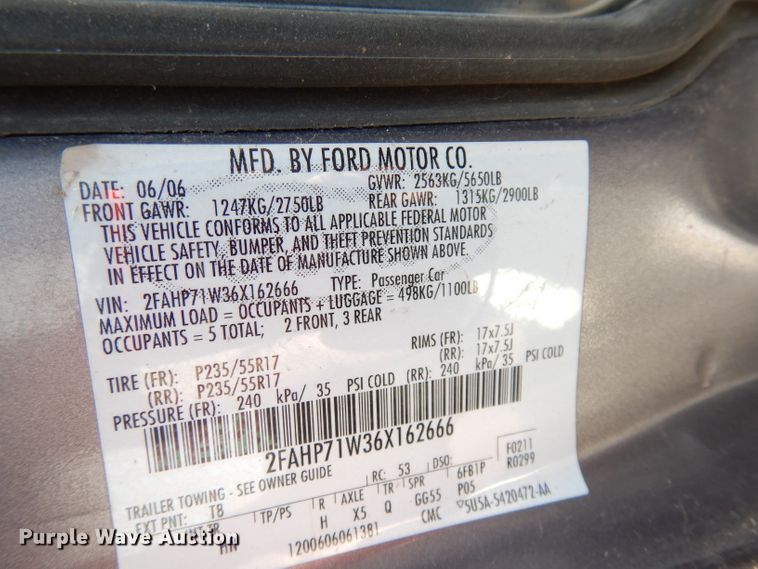 MFD. BY FORD MOTOR CO.
DATE: 06/06 GVWR: 2563KG/5650LB
FRONT GAWR: 1247KG/2750LB REAR GAWR: 1315KG/2900LB
THIS VEHICLE CONFORMS TO ALL APPLICABLE FEDERAL MOTOR
VEHICLE SAFETY, BUMPER, AND THEFT PREVENTION STANDARDS
IN EFFECT ON THE DATE OF MANUFACTURE SHOWN ABOVE.
VIN: 2FAHP71W36X162666 TYPE: Passenger Car
MAXIMUM LOAD = OCCUPANTS + LUGGAGE = 498KG/1100LB
OCCUPANTS = 5 TOTAL; 2 FRONT, 3 REAR
RIMS (FR): 17x7.5J
TIRE (FR): P235/55R17 (RR): 17x7.5J
(RR): P235/55R17
PRESSURE (FR): 240 kPa/ 35 PSI COLD (RR): 240 kPa/ 35 PSI COLD
2FAHP71W36X162666
F0211
R0299
TRAILER TOWING - SEE OWNER GUIDE RC: 53 DSO: 6FB1P
EXT PNT: T8 TP/PS R AXLE TR SPR P05
H X5 Q GG55
1200606061381 CMC 5U5A-5420472-AA
Purple Wave Auction